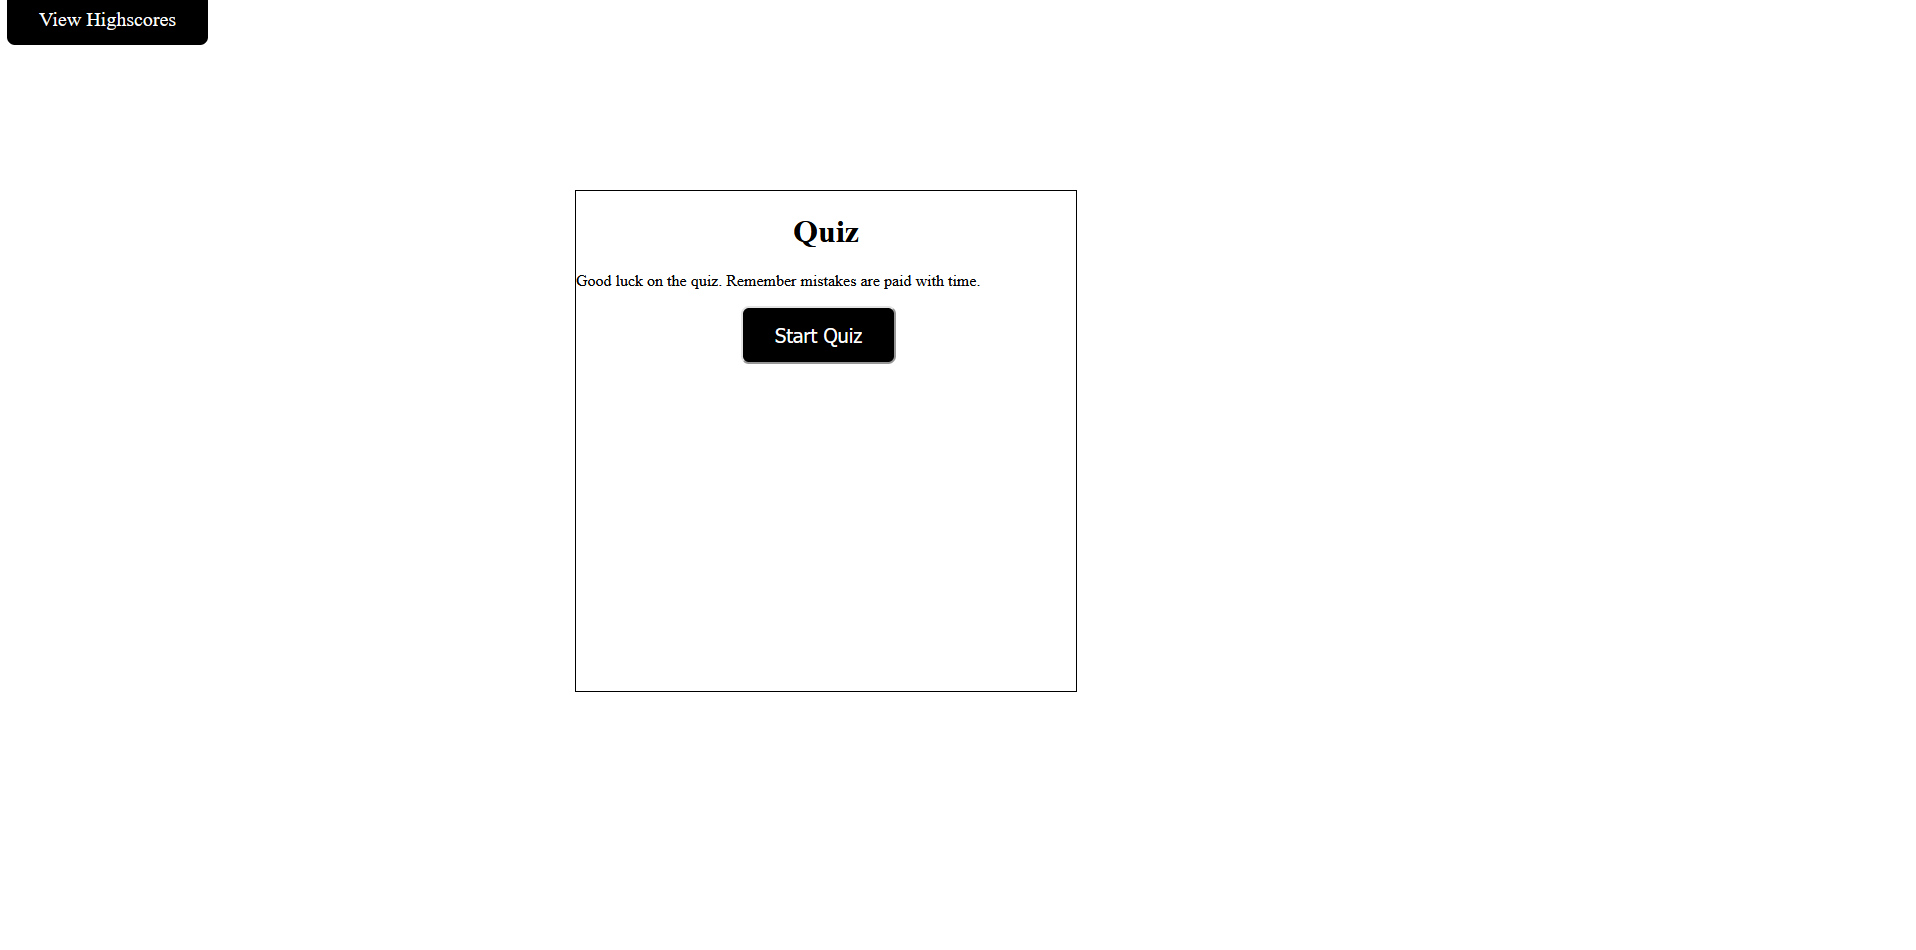 View Highscores
Quiz
Good luck on the quiz. Remember mistakes are paid with time.
Start Quiz